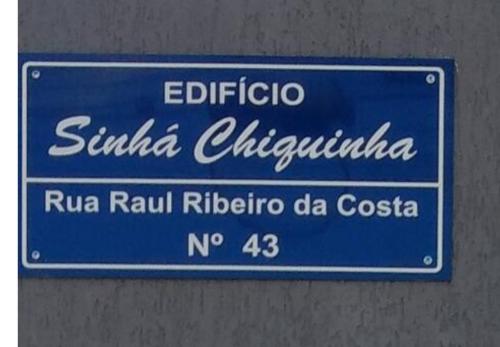 EDIFÍCIO
Sinhá Chiquinha
Rua Raul Ribeiro da Costa
Nº 43